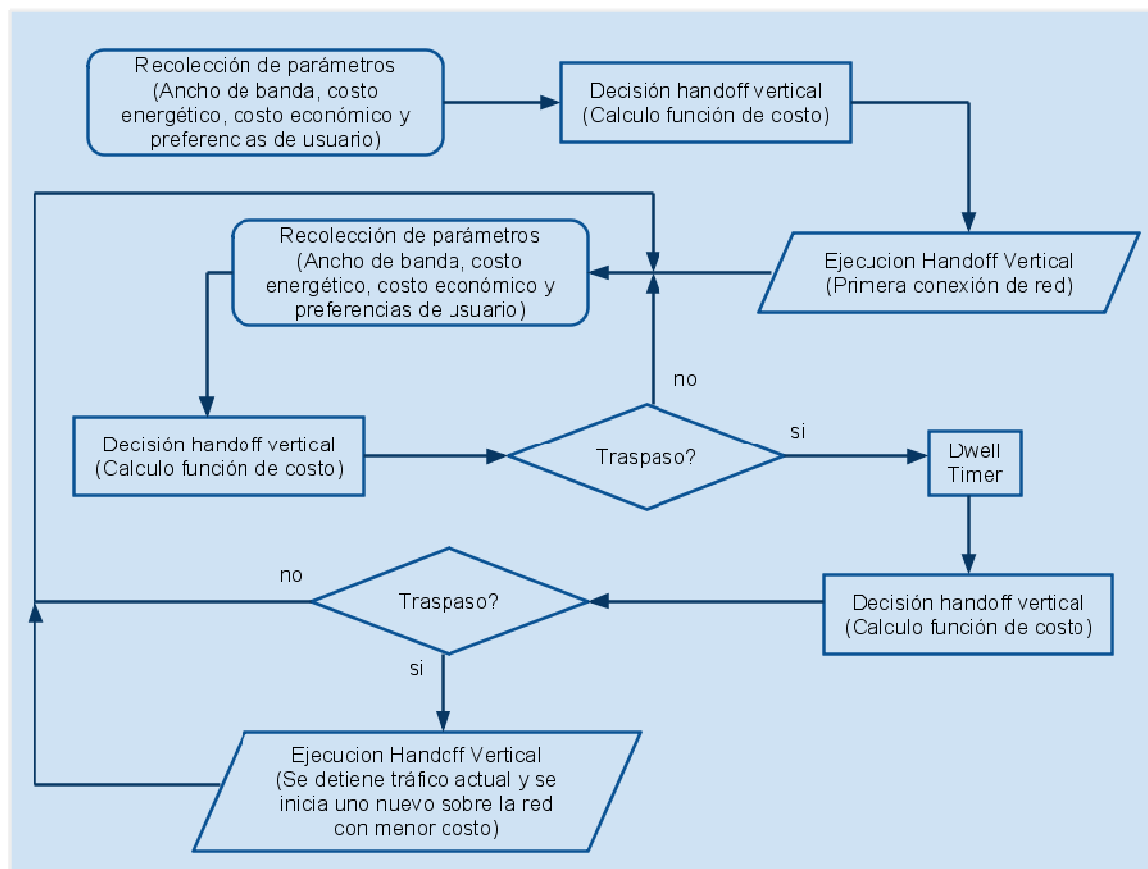 Recolección de parámetros
(Ancho de banda, costo
energético, costo económico y
preferencias de usuario)
Decisión handoff vertical
(Calculo función de costo)
Ejecucion Handoff Vertical
(Primera conexión de red)
Recolección de parámetros
(Ancho de banda, costo
energético, costo económico y
preferencias de usuario)
Decisión handoff vertical
(Calculo función de costo)
Traspaso?
no
si
Dwell
Timer
Decisión handoff vertical
(Calculo función de costo)
Traspaso?
no
si
Ejecucion Handoff Vertical
(Se detiene tráfico actual y se
inicia uno nuevo sobre la red
con menor costo)